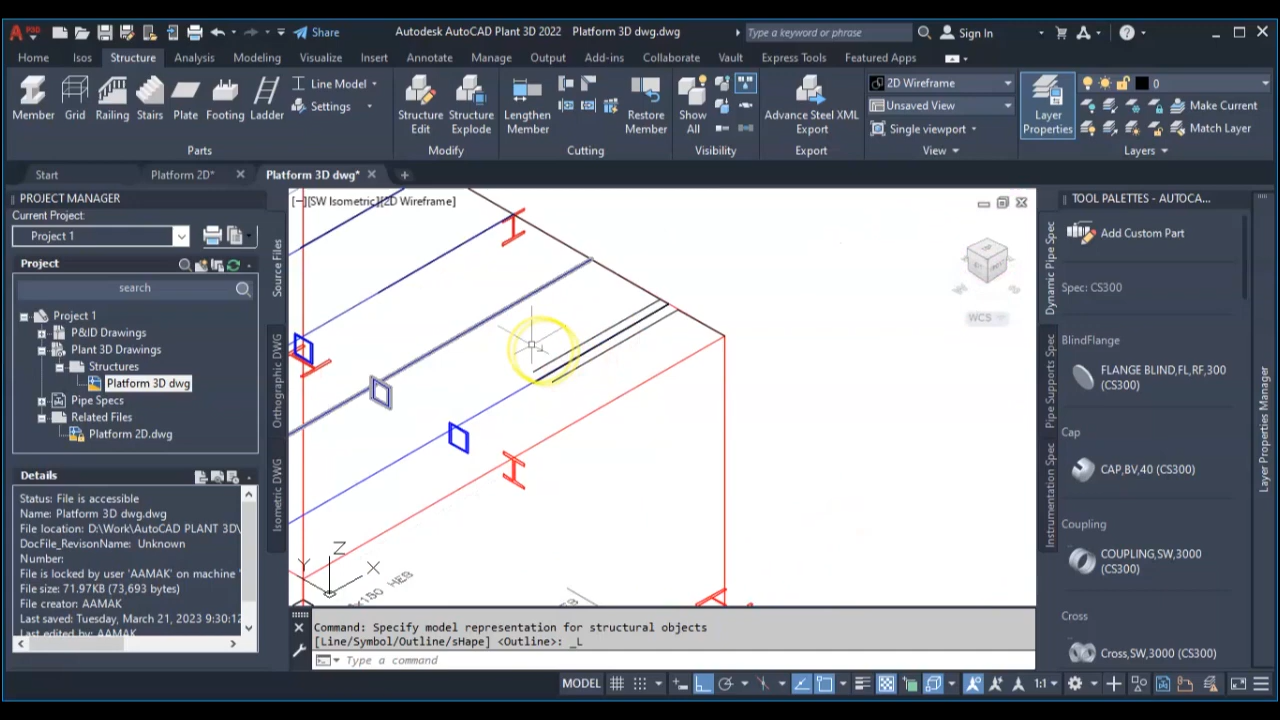 Share
Autodesk AutoCAD Plant 3D 2022 Platform 3D dwg.dwg
Type a keyword or phrase
Sign In
Home Isos Structure Analysis Modeling Visualize Insert Annotate Manage Output Add-ins Collaborate Vault Express Tools Featured Apps
Member Grid Railing Stairs Plate Footing Ladder
Line Model
Settings
Structure Edit
Structure Explode
Lengthen Member
Restore Member
Show All
Advance Steel XML Export
2D Wireframe
Unsaved View
Single viewport
Layer Properties
0
Make Current
Match Layer
Parts Modify Cutting Visibility Export View Layers
Start Platform 2D* Platform 3D dwg*
PROJECT MANAGER
Current Project:
Project 1
Project
search
Project 1
P&ID Drawings
Plant 3D Drawings
Structures
Platform 3D dwg
Pipe Specs
Related Files
Platform 2D.dwg
Details
Status: File is accessible
Name: Platform 3D dwg.dwg
File location: D:\Work\AutoCAD PLANT 3D\
DocFile_RevisonName: Unknown
Number:
File is locked by user 'AAMAK' on machine '
File size: 71.97KB (73,693 bytes)
File creator: AAMAK
Last saved: Tuesday, March 21, 2023 9:30:12
Last edited by: AAMAK
Source Files
Orthographic DWG
Isometric DWG
[−][SW Isometric][2D Wireframe]
WCS
Z
Y
X
HEB
Command: Specify model representation for structural objects
[Line/Symbol/Outline/sHape] <Outline>: _L
Type a command
TOOL PALETTES - AUTOCA...
Dynamic Pipe Spec
Pipe Supports Spec
Instrumentation Spec
Add Custom Part
Spec: CS300
BlindFlange
FLANGE BLIND,FL,RF,300
(CS300)
Cap
CAP,BV,40 (CS300)
Coupling
COUPLING,SW,3000
(CS300)
Cross
Cross,SW,3000 (CS300)
Layer Properties Manager
MODEL
1:1